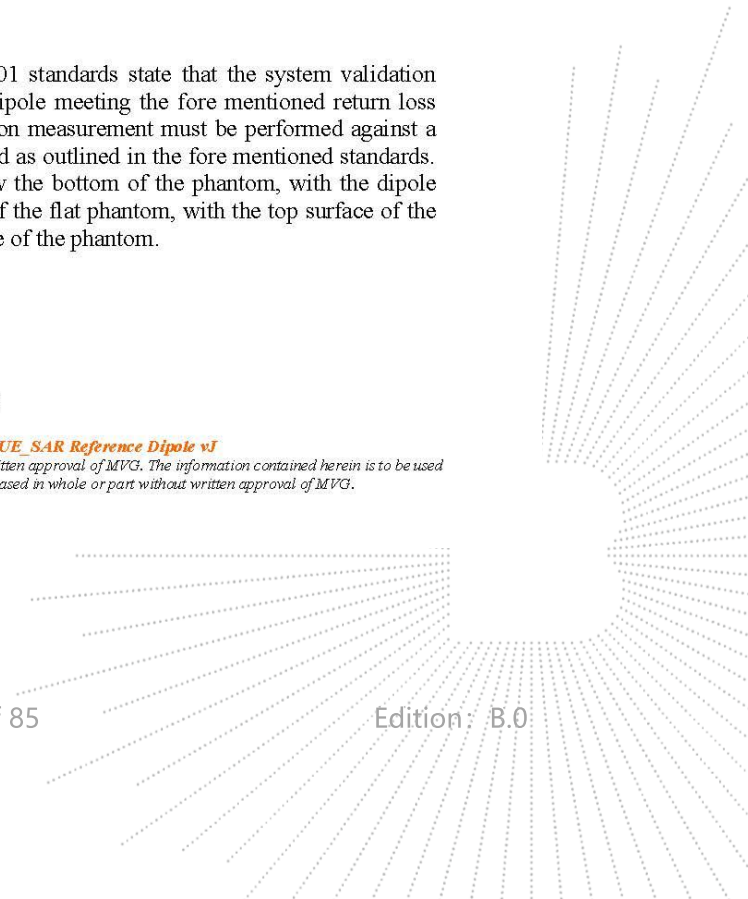 01 standards state that the system validation
dipole meeting the fore mentioned return loss
on measurement must be performed against a
d as outlined in the fore mentioned standards.
the bottom of the phantom, with the dipole
f the flat phantom, with the top surface of the
e of the phantom.
UE_SAR Reference Dipole vJ
tten approval of MVG. The information contained herein is to be used
ased in whole or part without written approval of MVG.
85
Edition: B.0